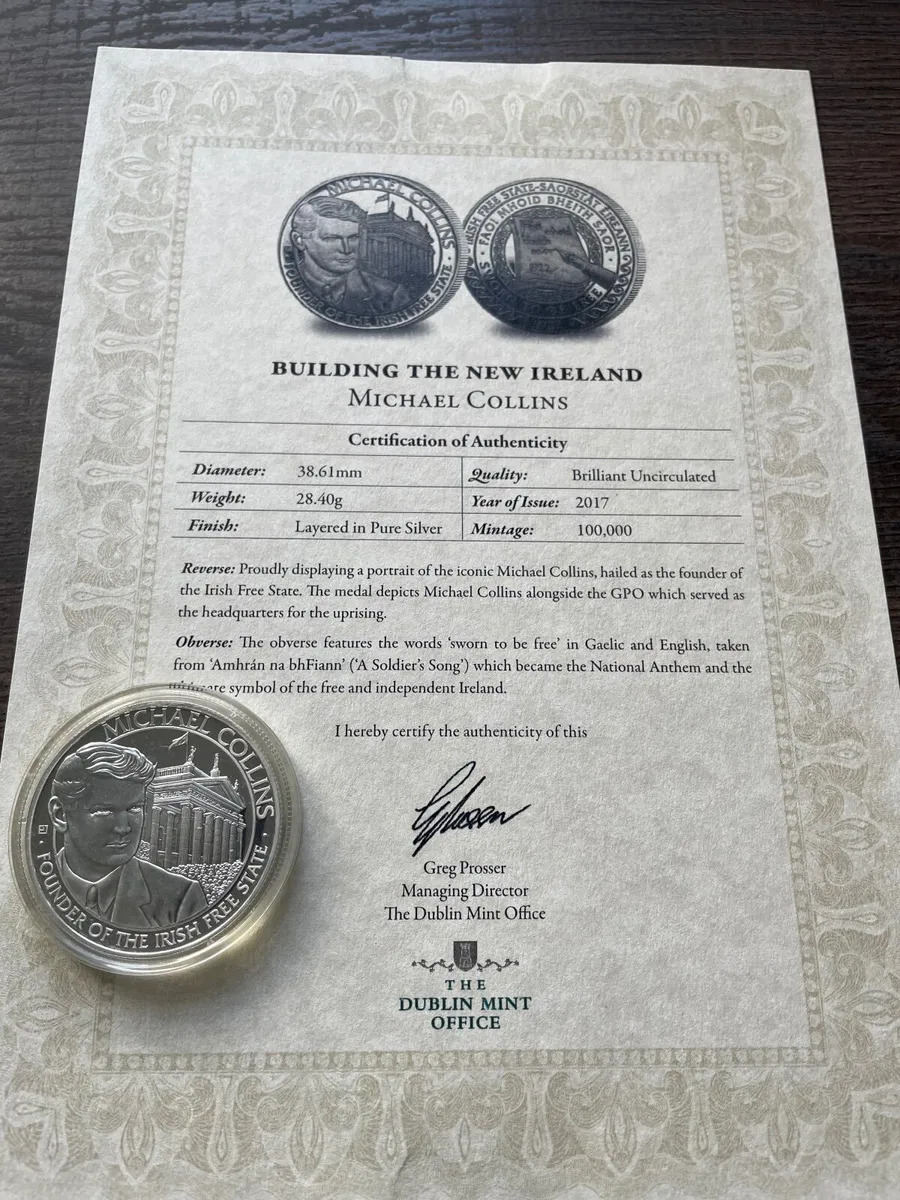 MICHAEL COLLINS
FOUNDER OF THE IRISH FREE STATE
IRISH FREE STATE-SAORSTÁT ÉIREANN
FAOI MHOID BHEITH SAOR
1922
BUILDING THE NEW IRELAND
MICHAEL COLLINS
Certification of Authenticity
Diameter: 38.61mm Quality: Brilliant Uncirculated
Weight: 28.40g Year of Issue: 2017
Finish: Layered in Pure Silver Mintage: 100,000
Reverse: Proudly displaying a portrait of the iconic Michael Collins, hailed as the founder of
the Irish Free State. The medal depicts Michael Collins alongside the GPO which served as
the headquarters for the uprising.
Obverse: The obverse features the words ‘sworn to be free’ in Gaelic and English, taken
from ‘Amhrán na bhFiann’ (‘A Soldier’s Song’) which became the National Anthem and the
symbol of the free and independent Ireland.
I hereby certify the authenticity of this
Greg Prosser
Managing Director
The Dublin Mint Office
THE
DUBLIN MINT
OFFICE
MICHAEL COLLINS
FOUNDER OF THE IRISH FREE STATE